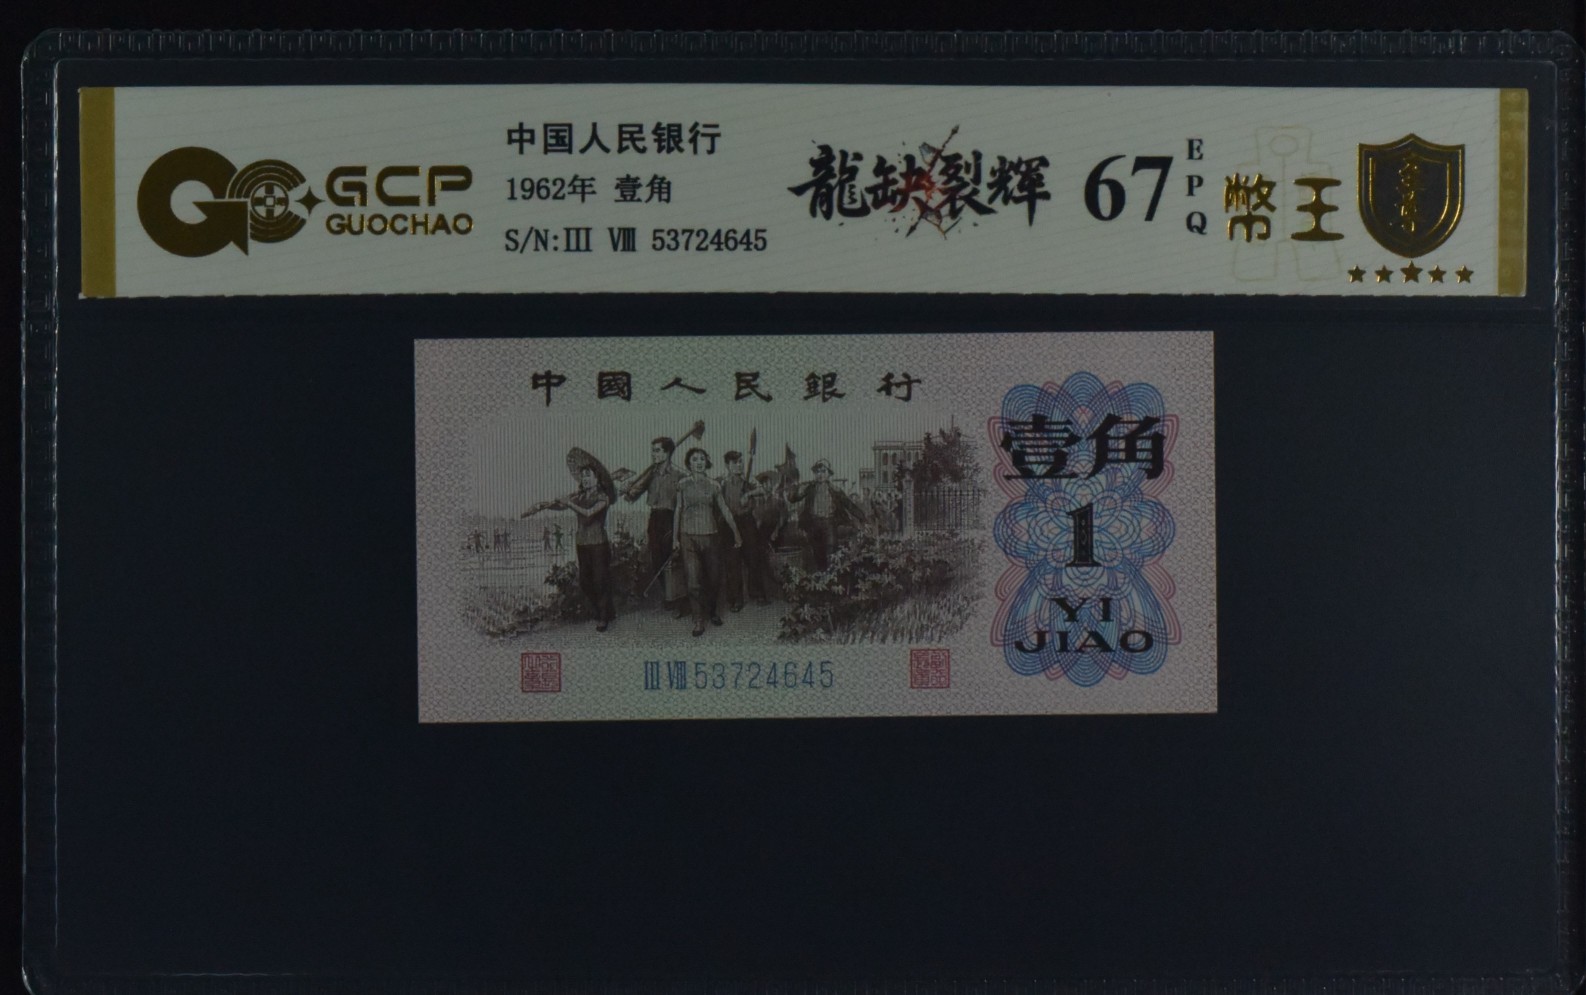 GCP
GUOCHAO
中国人民银行
1962年 壹角
S/N:III VIII 53724645
龍缺裂辉
67
EPQ
幣王
中國人民銀行
壹角
1
YI
JIAO
III VIII 53724645